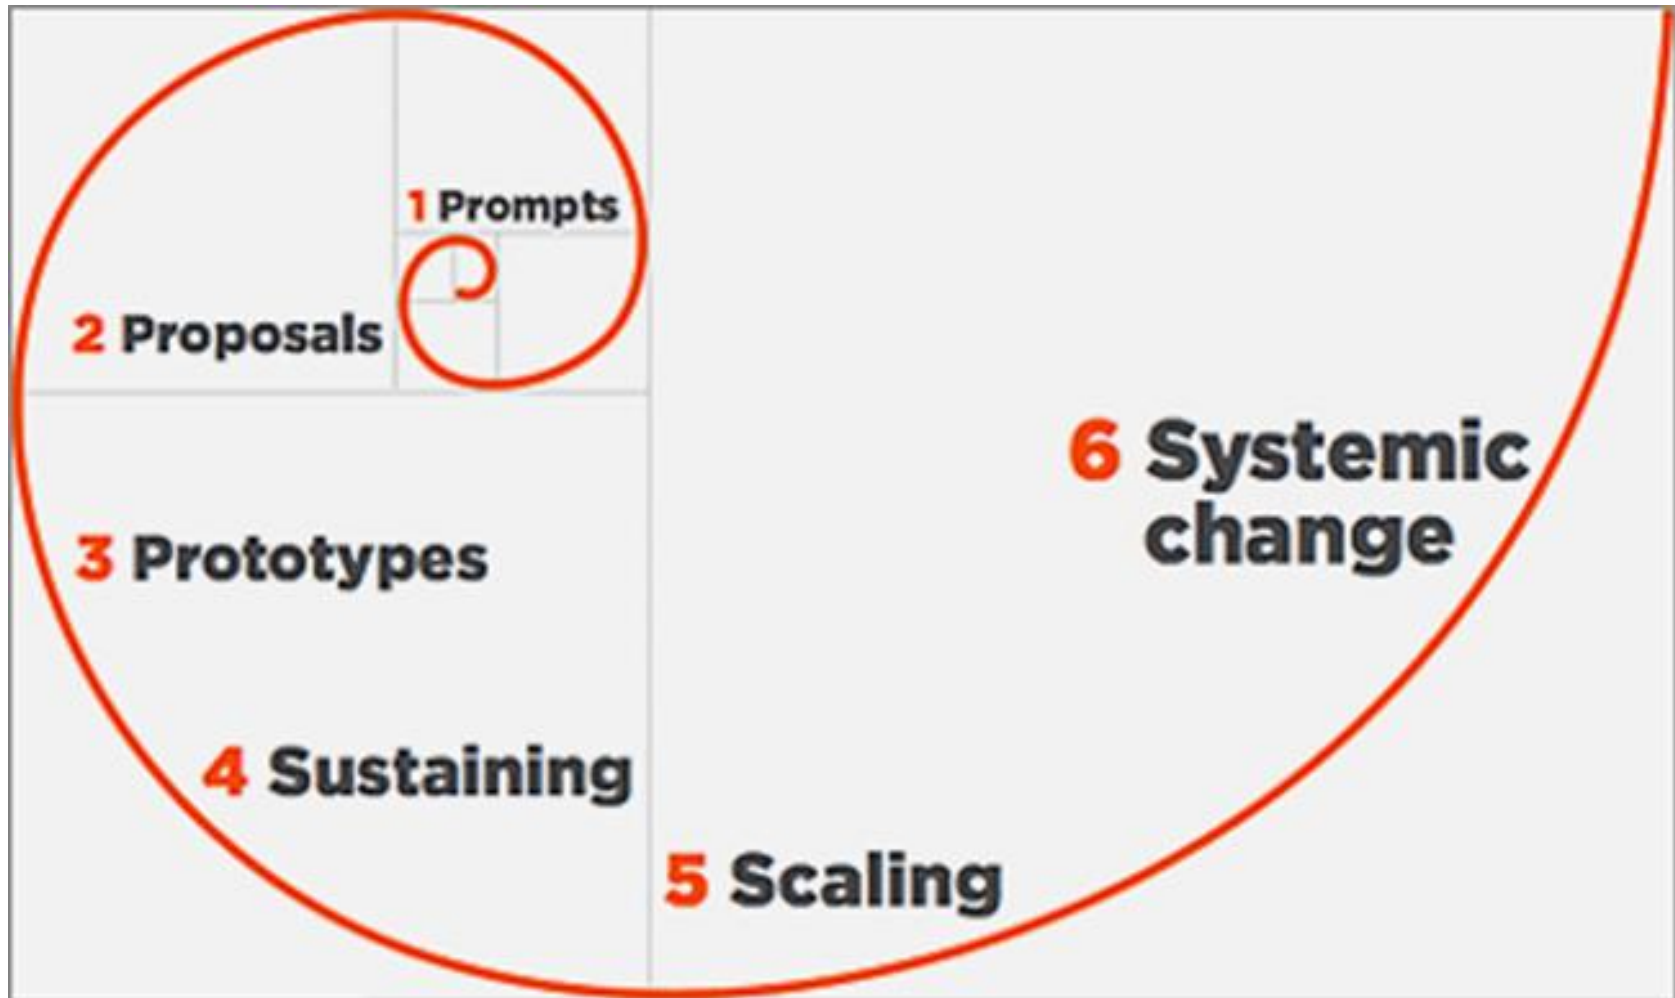 1 Prompts
2 Proposals
3 Prototypes
4 Sustaining
5 Scaling
6 Systemic
change